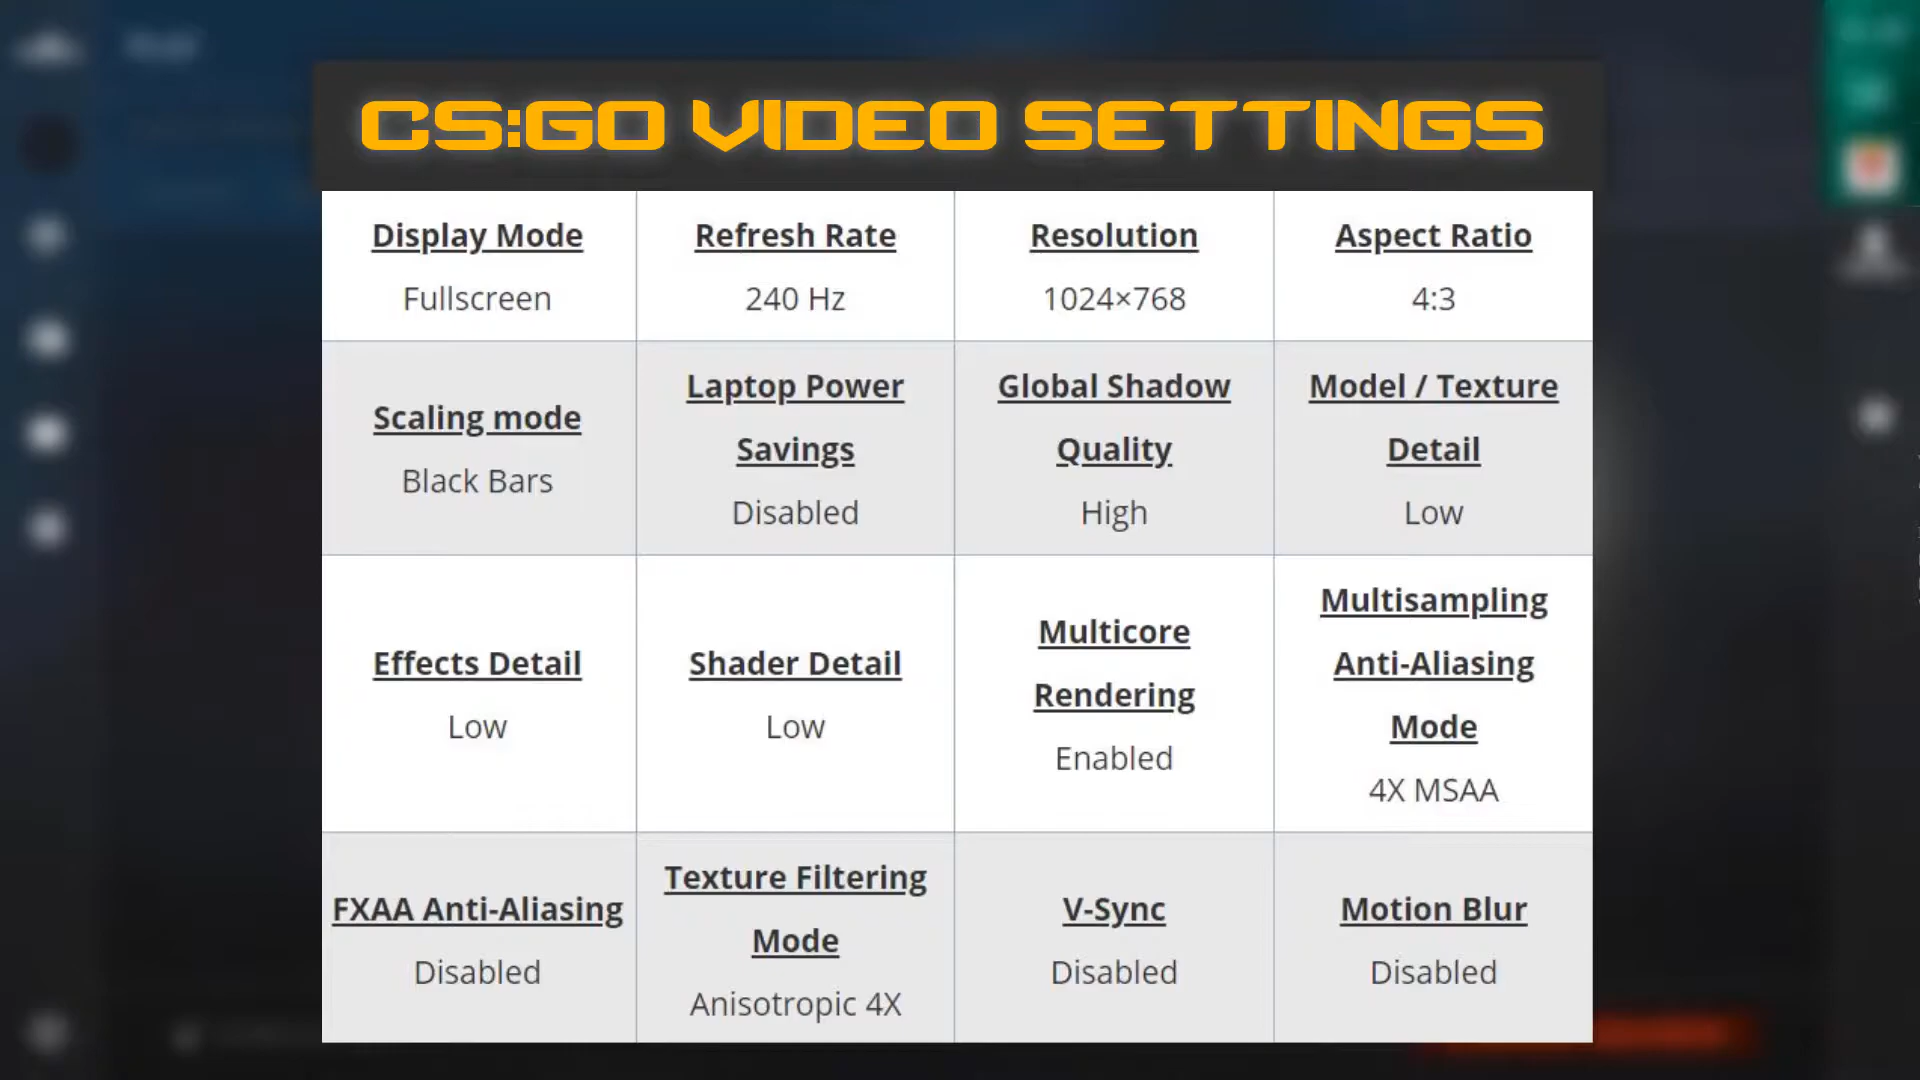 CS:GO VIDEO SETTINGS
Display Mode
Fullscreen
Refresh Rate
240 Hz
Resolution
1024×768
Aspect Ratio
4:3
Scaling mode
Black Bars
Laptop Power
Savings
Disabled
Global Shadow
Quality
High
Model / Texture
Detail
Low
Effects Detail
Low
Shader Detail
Low
Multicore
Rendering
Enabled
Multisampling
Anti-Aliasing
Mode
4X MSAA
FXAA Anti-Aliasing
Disabled
Texture Filtering
Mode
Anisotropic 4X
V-Sync
Disabled
Motion Blur
Disabled